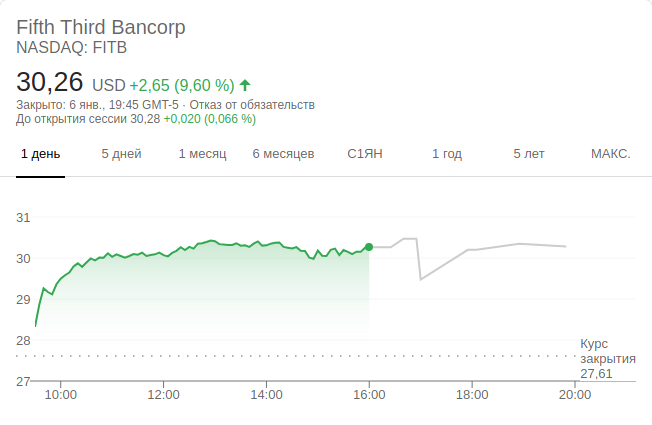 Fifth Third Bancorp
NASDAQ: FITB
30,26 USD +2,65 (9,60 %)
Закрыто: 6 янв., 19:45 GMT-5 · Отказ от обязательств
До открытия сессии 30,28 +0,020 (0,066 %)
1 день 5 дней 1 месяц 6 месяцев С1ЯН 1 год 5 лет МАКС.
31
30
29
28
Курс
закрытия
27,61
27
10:00 12:00 14:00 16:00 18:00 20:00